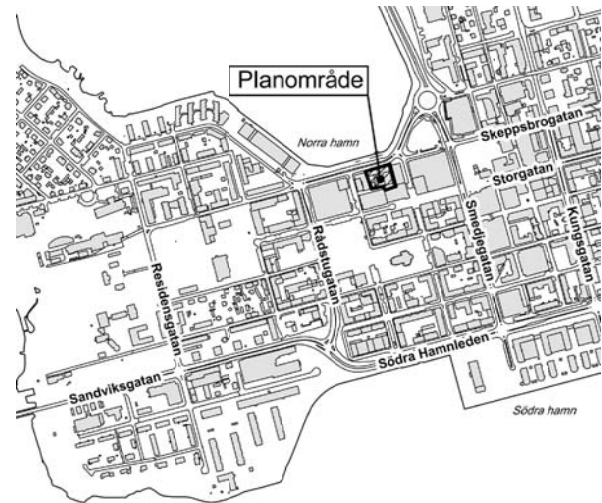 Planområde
Norra hamn
Skeppsbrogatan
Storgatan
Smedjegatan
Kungsgatan
Rådstugatan
Residensgatan
Södra Hamnleden
Sandviksgatan
Södra hamn